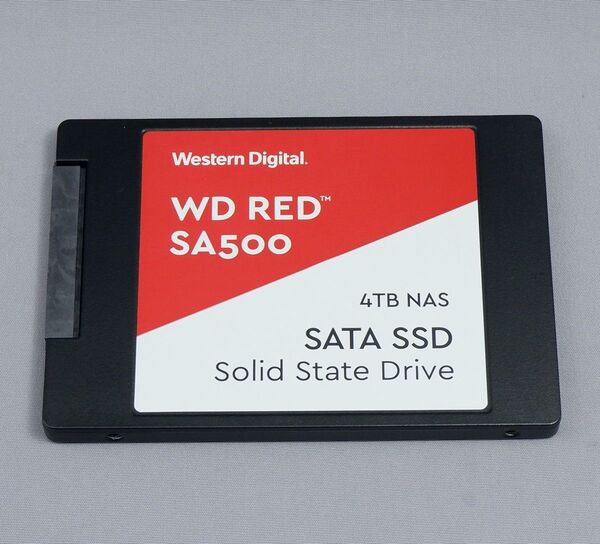 Western Digital.
WD RED™
SA500
4TB NAS
SATA SSD
Solid State Drive